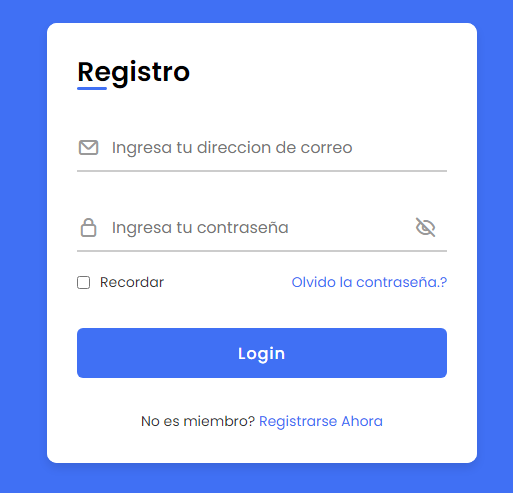 Registro
Ingresa tu direccion de correo
Ingresa tu contraseña
Recordar Olvido la contraseña.?
Login
No es miembro? Registrarse Ahora